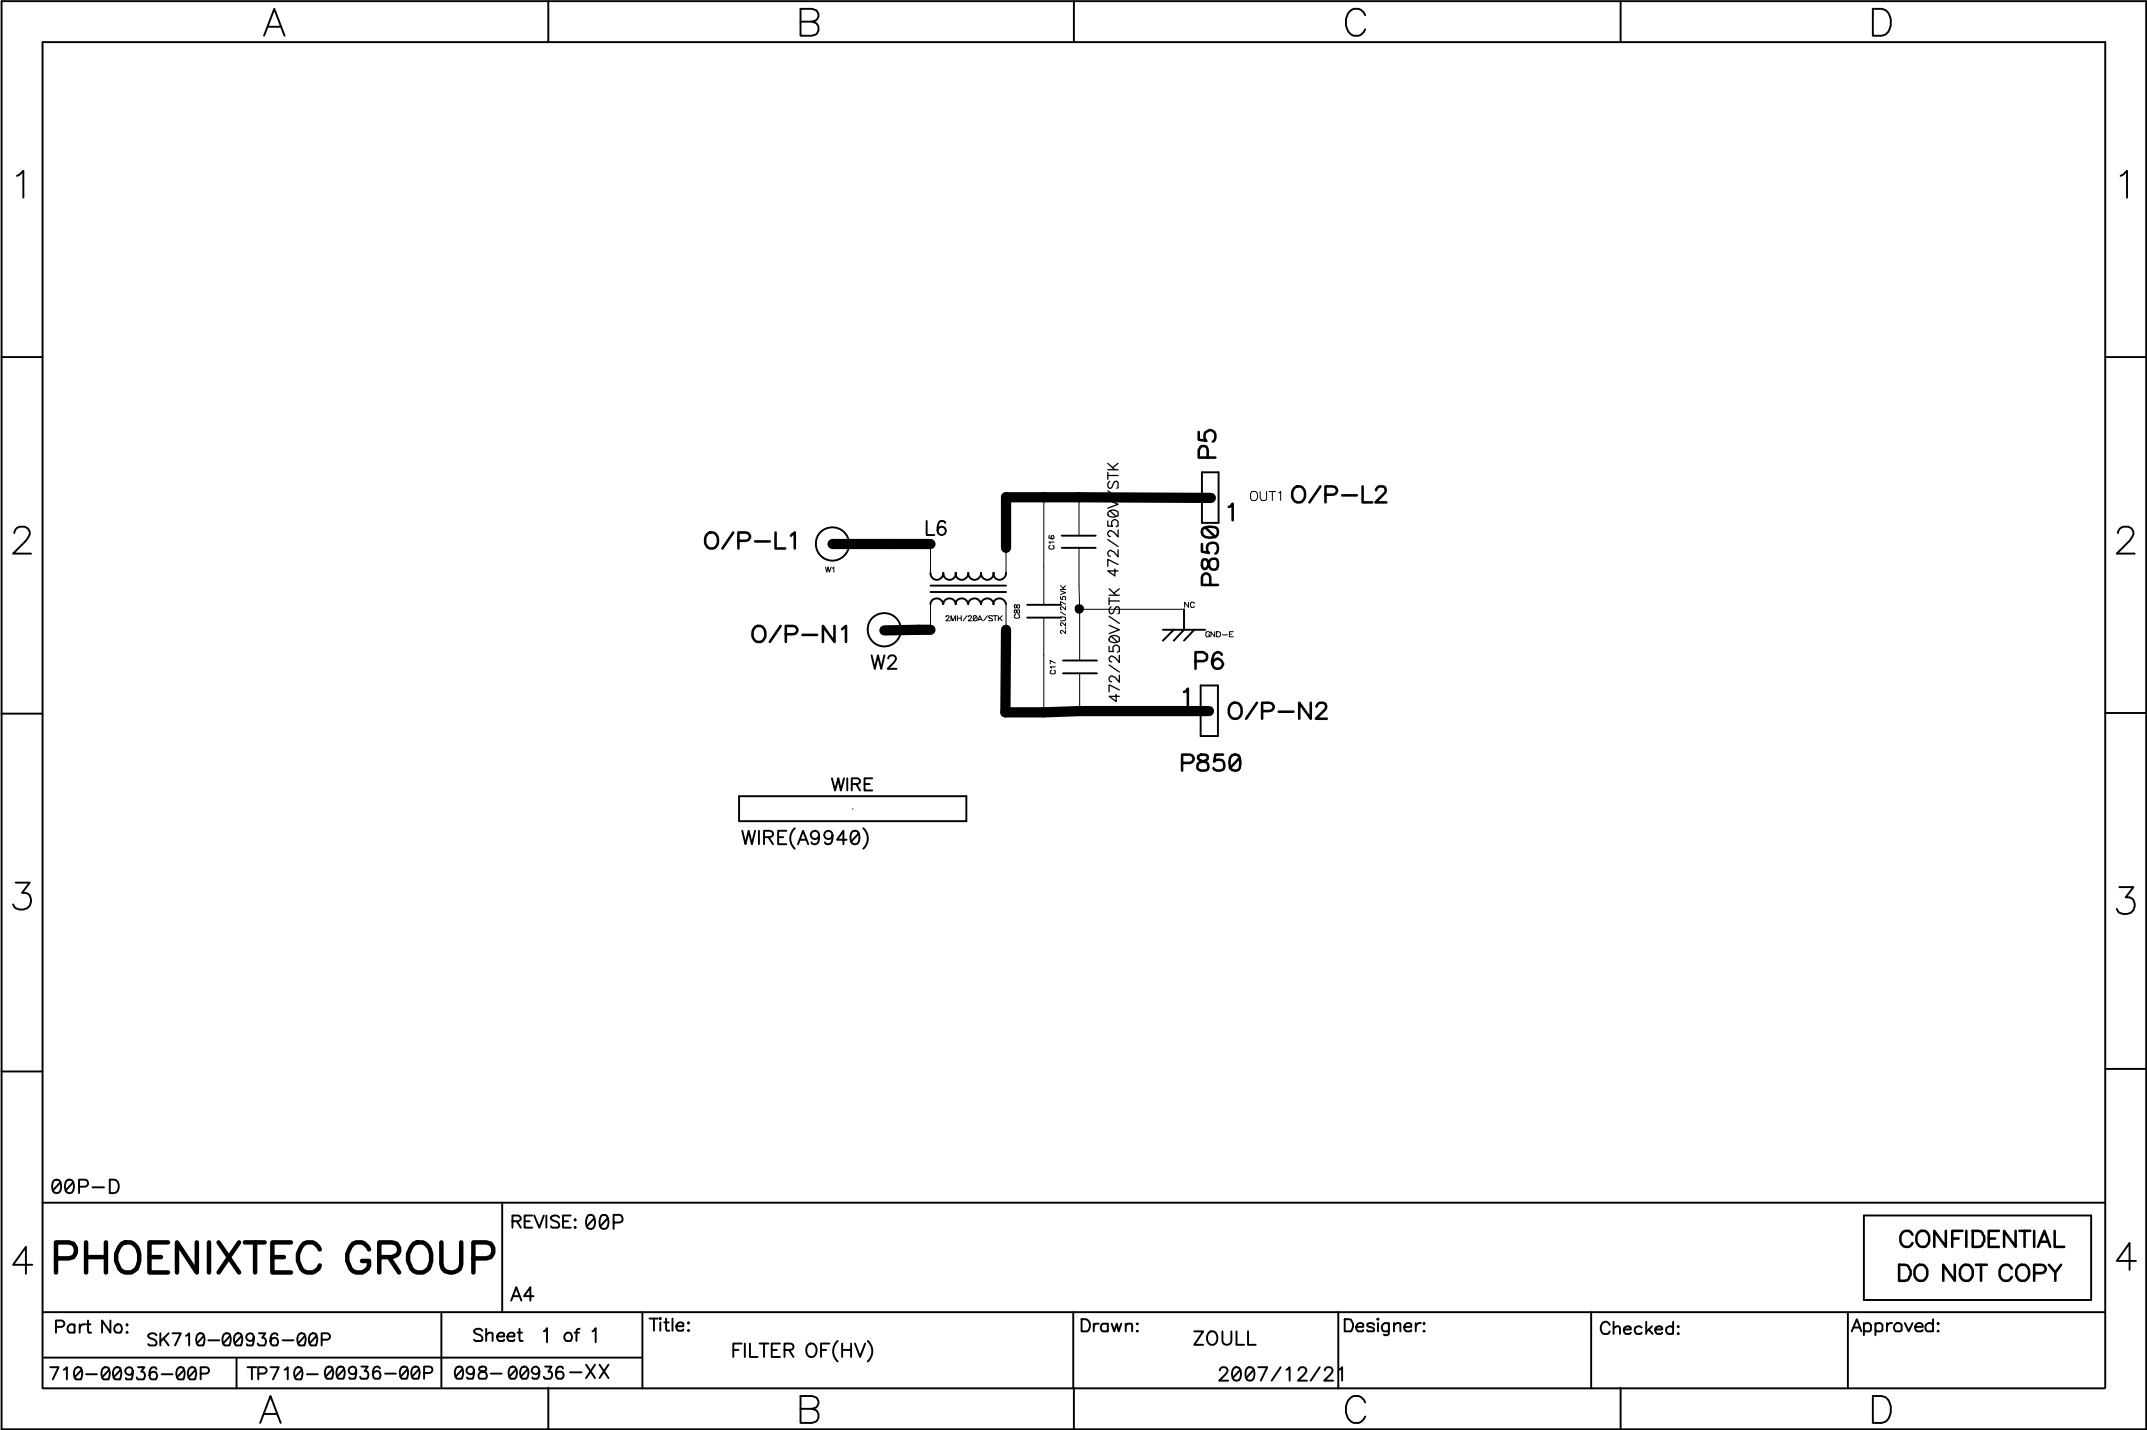 A B C D
1 1
P5
472/250V/STK
OUT1 O/P-L2
1
L6
O/P-L1
C16
P850
2 2
W1
2.2U/275VK
472/250V/STK
NC
C88
2MH/20A/STK
O/P-N1
GND-E
W2
P6
C17
1
O/P-N2
P850
WIRE
WIRE(A9940)
3 3
00P-D
REVISE: 00P
PHOENIXTEC GROUP
A4
CONFIDENTIAL
DO NOT COPY
4 4
Part No: SK710-00936-00P
Sheet 1 of 1
Title:
FILTER OF(HV)
Drawn: ZOULL
2007/12/21
Designer:
Checked:
Approved:
710-00936-00P
TP710-00936-00P
098-00936-XX
A B C D